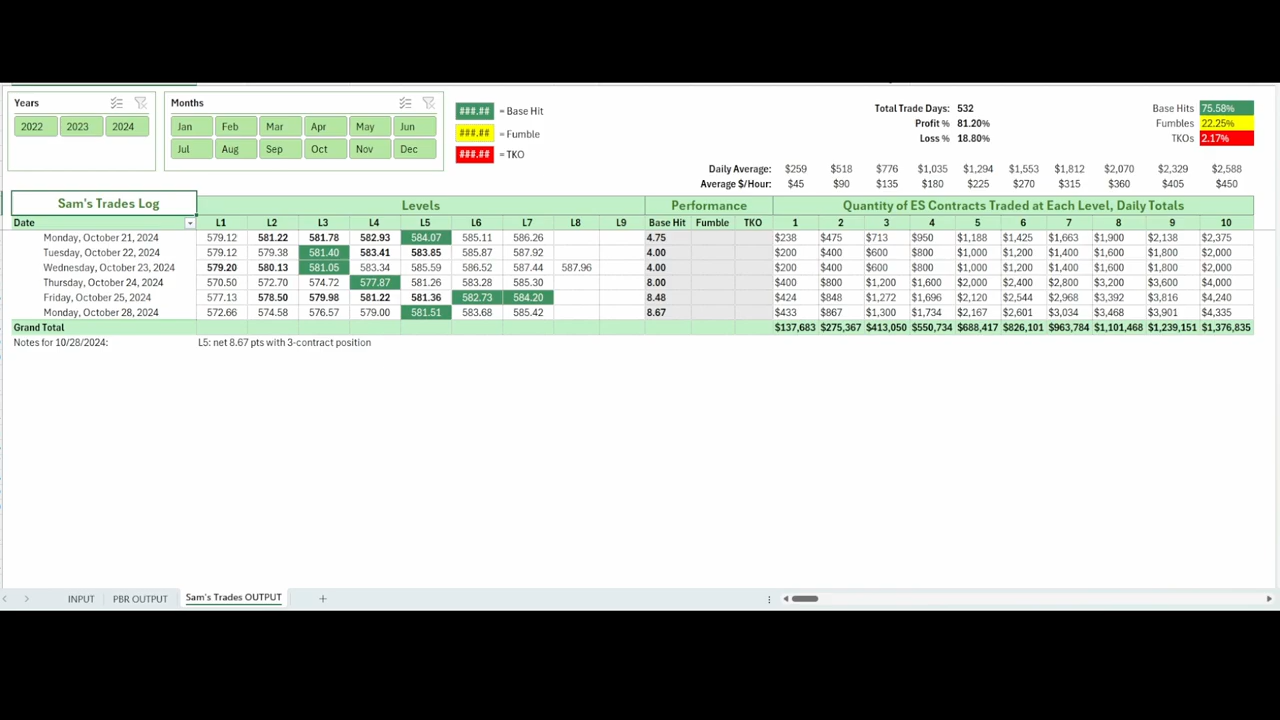 Years
2022 2023 2024
Months
Jan Feb Mar Apr May Jun
Jul Aug Sep Oct Nov Dec
###.## = Base Hit
###.## = Fumble
###.## = TKO
Total Trade Days: 532
Profit % 81.20%
Loss % 18.80%
Base Hits 75.58%
Fumbles 22.25%
TKOs 2.17%
Daily Average: $259 $518 $776 $1,035 $1,294 $1,553 $1,812 $2,070 $2,329 $2,588
Average $/Hour: $45 $90 $135 $180 $225 $270 $315 $360 $405 $450
Sam's Trades Log Levels Performance Quantity of ES Contracts Traded at Each Level, Daily Totals
Date L1 L2 L3 L4 L5 L6 L7 L8 L9 Base Hit Fumble TKO 1 2 3 4 5 6 7 8 9 10
Monday, October 21, 2024 579.12 581.22 581.78 582.93 584.07 585.11 586.26 4.75 $238 $475 $713 $950 $1,188 $1,425 $1,663 $1,900 $2,138 $2,375
Tuesday, October 22, 2024 579.12 579.38 581.40 583.41 583.85 585.87 587.92 4.00 $200 $400 $600 $800 $1,000 $1,200 $1,400 $1,600 $1,800 $2,000
Wednesday, October 23, 2024 579.20 580.13 581.05 583.34 585.59 586.52 587.44 587.96 4.00 $200 $400 $600 $800 $1,000 $1,200 $1,400 $1,600 $1,800 $2,000
Thursday, October 24, 2024 570.50 572.70 574.72 577.87 581.26 583.28 585.30 8.00 $400 $800 $1,200 $1,600 $2,000 $2,400 $2,800 $3,200 $3,600 $4,000
Friday, October 25, 2024 577.13 578.50 579.98 581.22 581.36 582.73 584.20 8.48 $424 $848 $1,272 $1,696 $2,120 $2,544 $2,968 $3,392 $3,816 $4,240
Monday, October 28, 2024 572.66 574.58 576.57 579.00 581.51 583.68 585.42 8.67 $433 $867 $1,300 $1,734 $2,167 $2,601 $3,034 $3,468 $3,901 $4,335
Grand Total $137,683 $275,367 $413,050 $550,734 $688,417 $826,101 $963,784 $1,101,468 $1,239,151 $1,376,835
Notes for 10/28/2024: L5: net 8.67 pts with 3-contract position
INPUT PBR OUTPUT Sam's Trades OUTPUT +